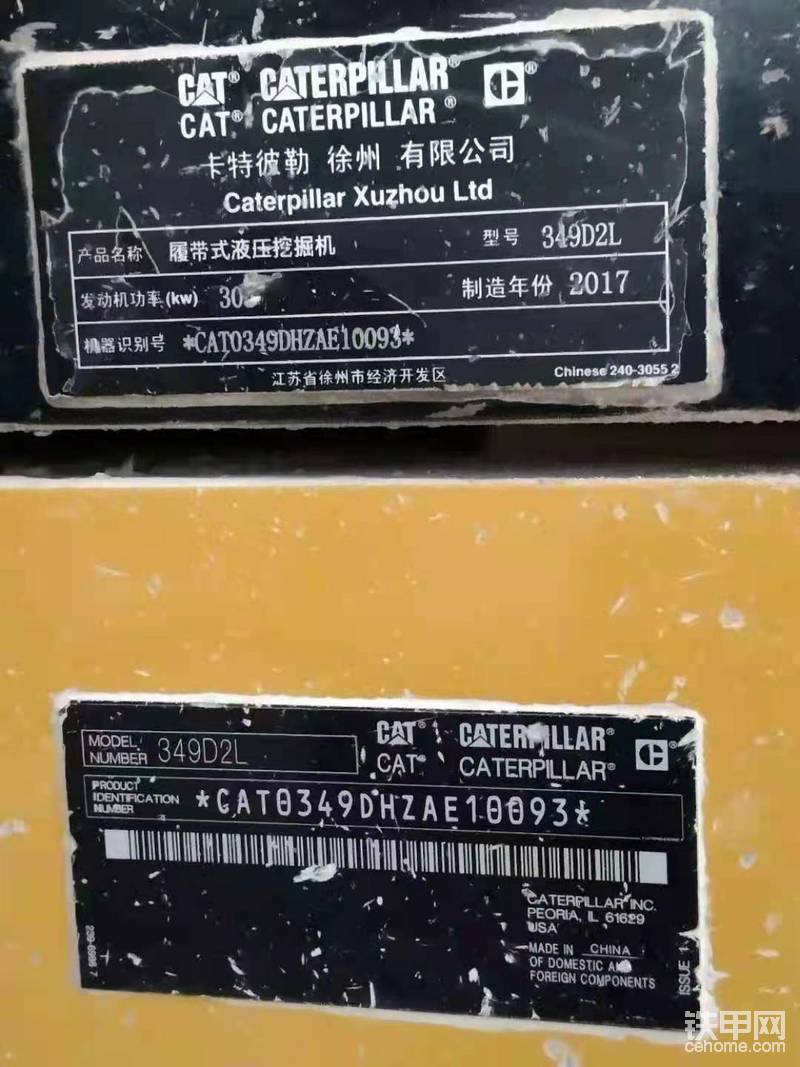 CAT® CATERPILLAR®
CAT® CATERPILLAR®
卡特彼勒 徐州 有限公司
Caterpillar Xuzhou Ltd
产品名称 履带式液压挖掘机 型号 349D2L
发动机功率(kw) 制造年份 2017
机器识别号 *CAT0349DHZAE10093*
江苏省徐州市经济开发区 Chinese 240-3055 2
MODEL NUMBER 349D2L
CAT® CATERPILLAR®
CAT® CATERPILLAR®
PRODUCT IDENTIFICATION NUMBER *CAT0349DHZAE10093*
CATERPILLAR INC.
PEORIA, IL 61629
USA
MADE IN CHINA
OF DOMESTIC AND
FOREIGN COMPONENTS
ISSUE 1
铁甲网
cehome.com